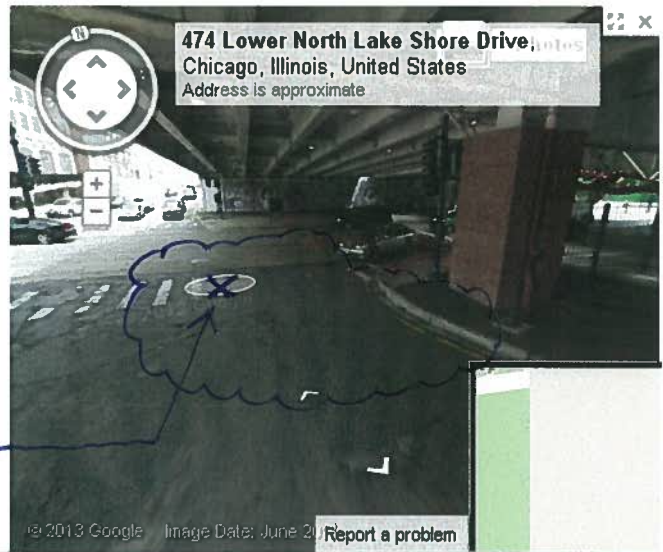 N
474 Lower North Lake Shore Drive,
Chicago, Illinois, United States
Address is approximate
+
-
X
© 2013 Google Image Date: June
Report a problem